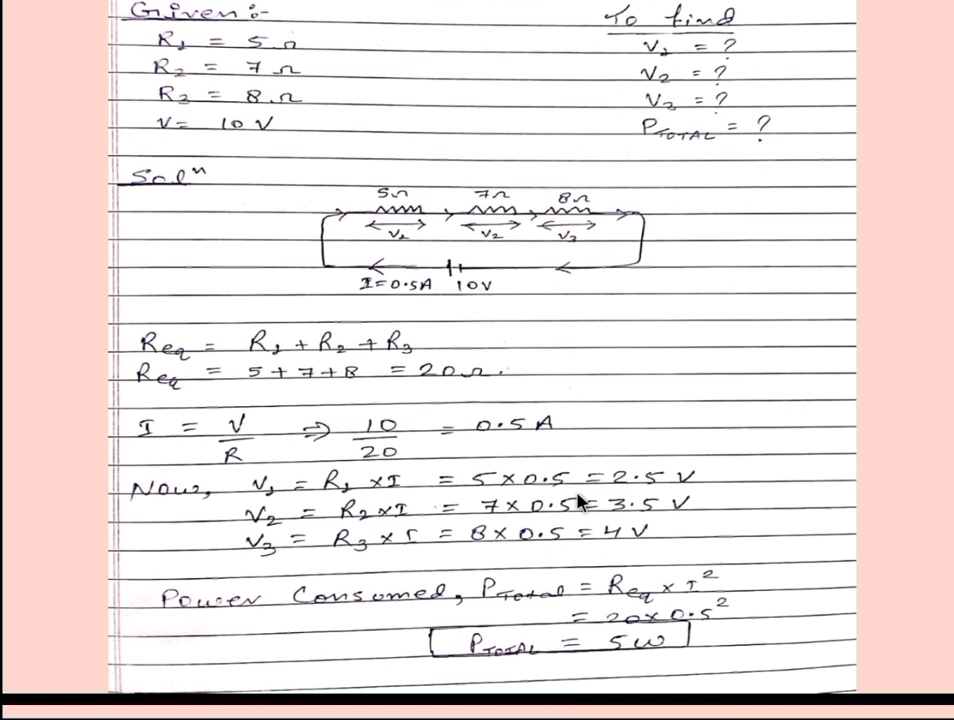 Given :-
To find
R1 = 5 Ω
V1 = ?
R2 = 7 Ω
V2 = ?
R3 = 8 Ω
V3 = ?
V = 10 V
PTOTAL = ?
Solⁿ
5Ω 7Ω 8Ω
V1 V2 V3
I=0.5A 10V
Req = R1 + R2 + R3
Req = 5+7+8 = 20Ω.
I = V/R ⇒ 10/20 = 0.5 A
Now, V1 = R1 × I = 5×0.5 = 2.5 V
V2 = R2×I = 7×0.5 = 3.5 V
V3 = R3 × I = 8×0.5 = 4 V
Power Consumed, PTotal = Req × I²
= 20×0.5²
PTOTAL = 5W